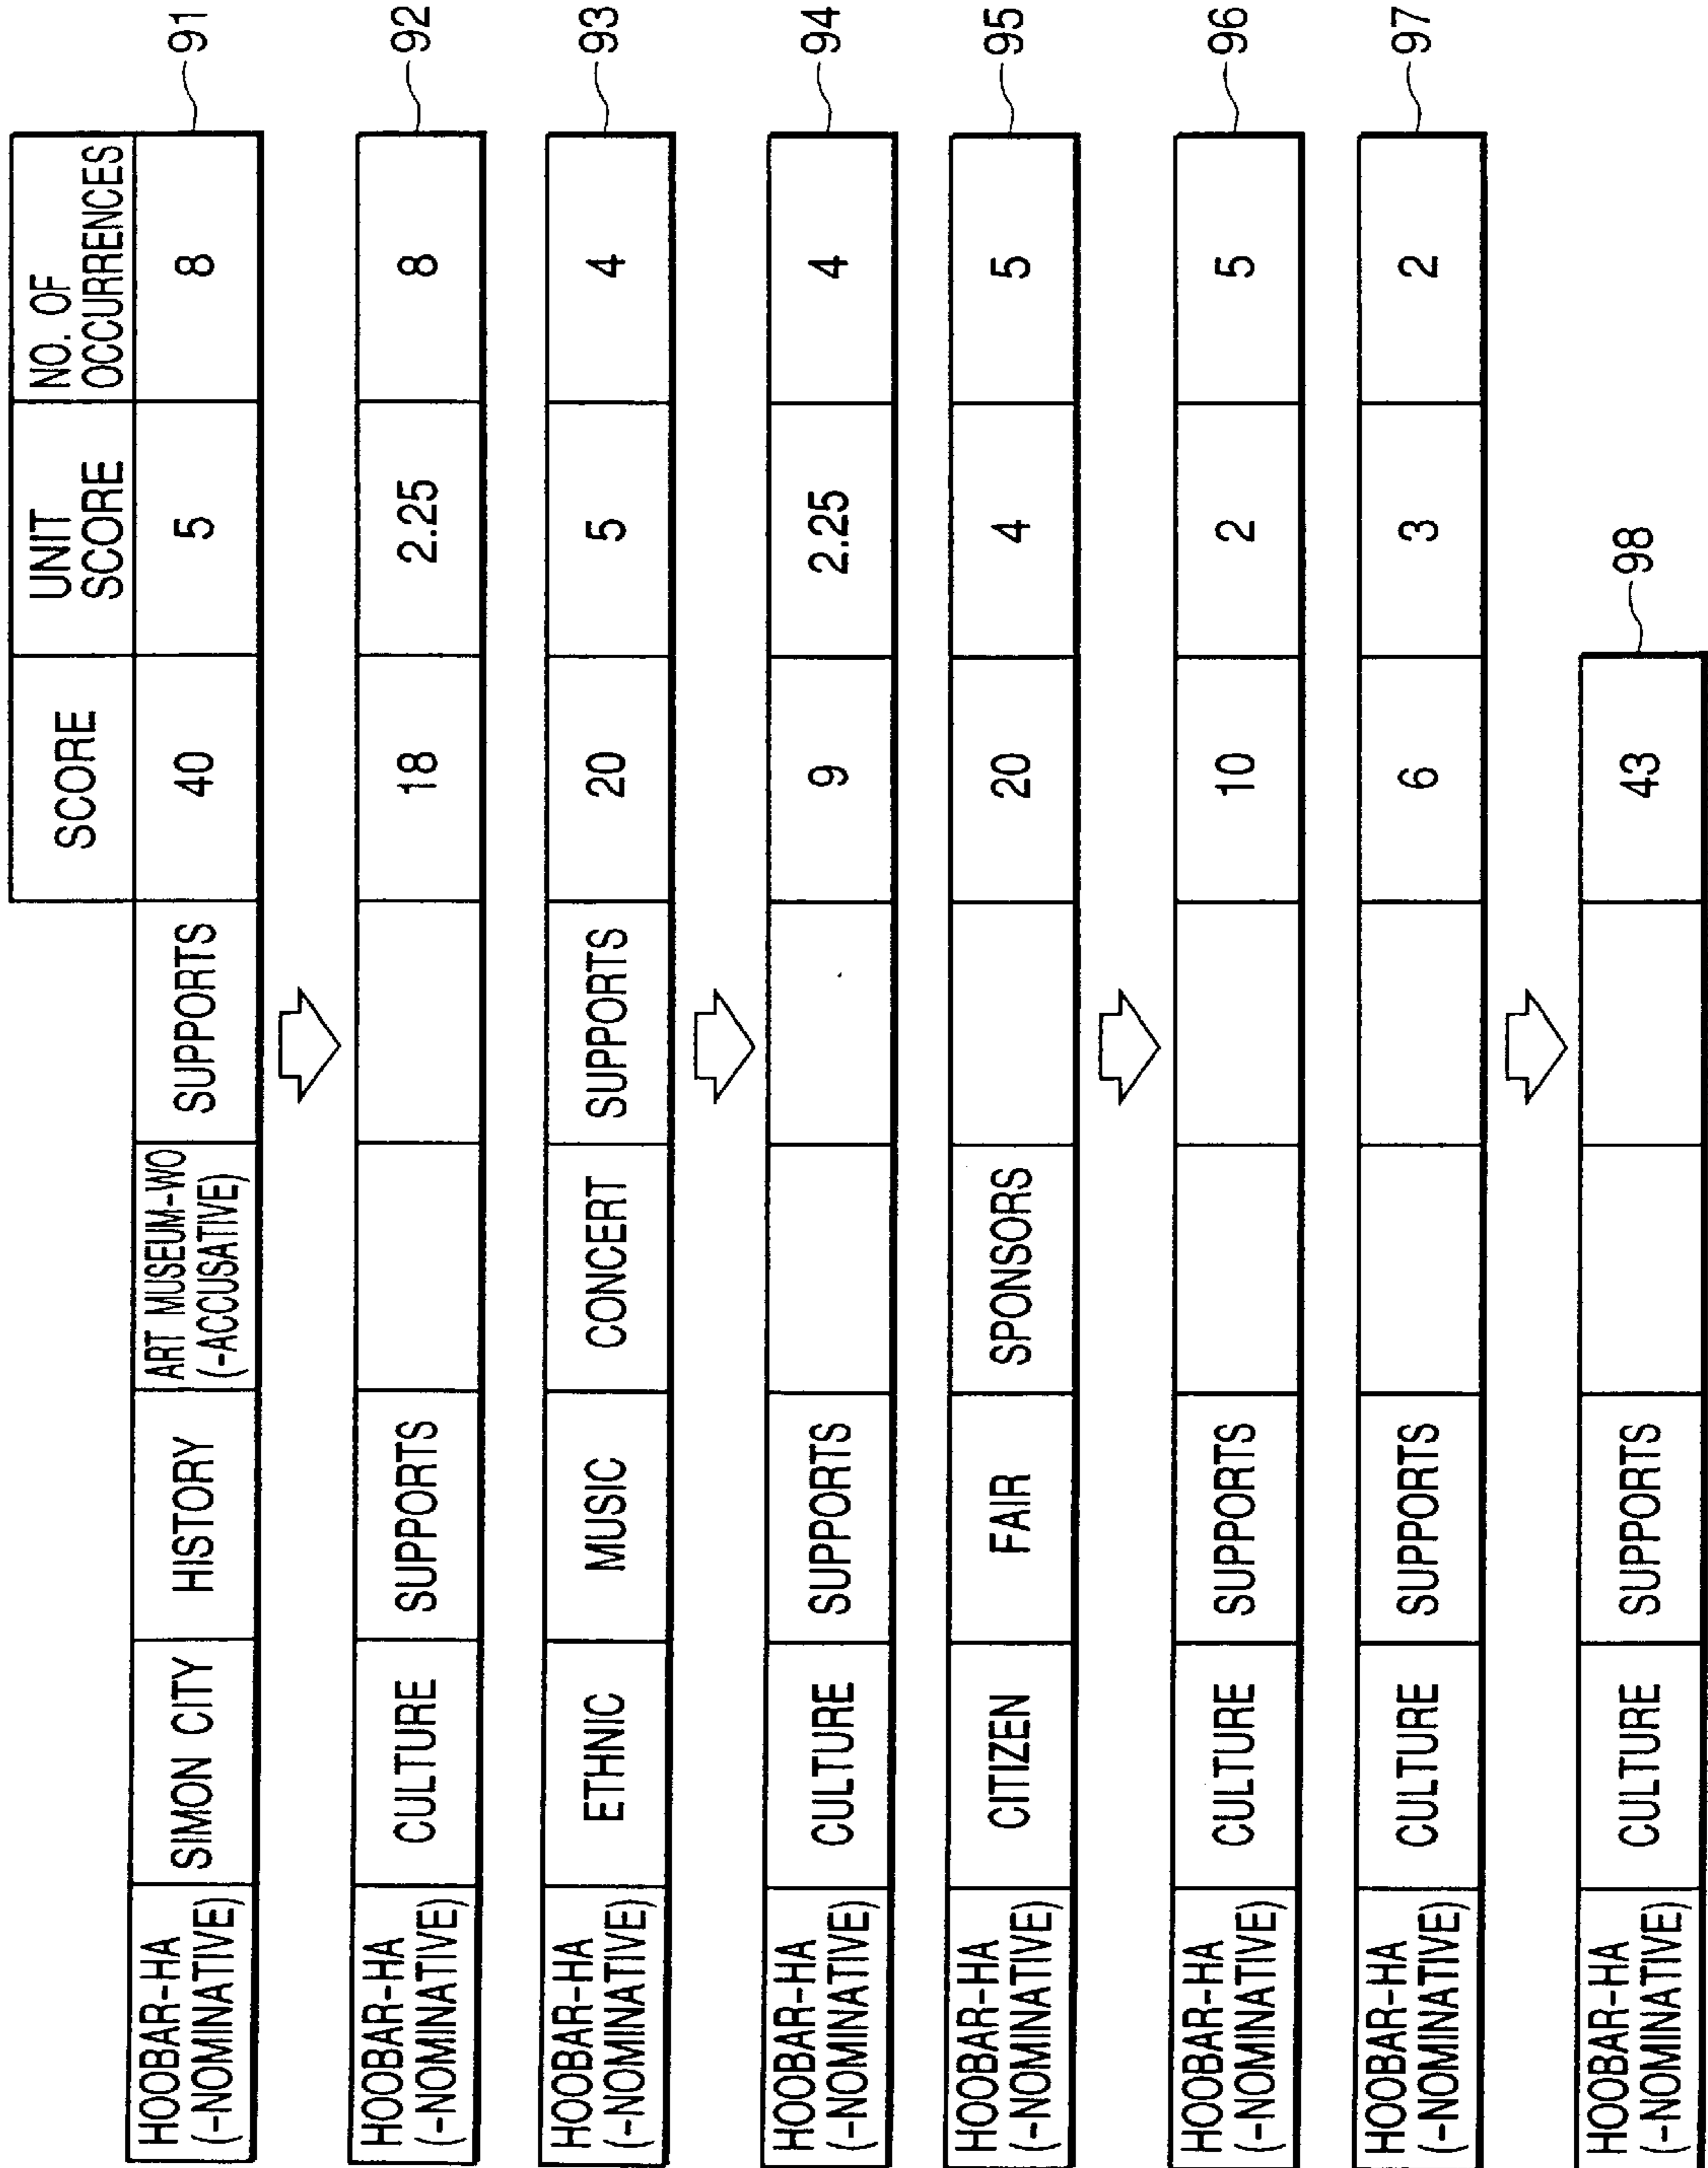 SCORE
UNIT
SCORE
NO. OF
OCCURRENCES
HOOBAR-HA
(-NOMINATIVE)
SIMON CITY
HISTORY
ART MUSEUM-WO
(-ACCUSATIVE)
SUPPORTS
40
5
8
91
HOOBAR-HA
(-NOMINATIVE)
CULTURE
SUPPORTS
18
2.25
8
92
HOOBAR-HA
(-NOMINATIVE)
ETHNIC
MUSIC
CONCERT
SUPPORTS
20
5
4
93
HOOBAR-HA
(-NOMINATIVE)
CULTURE
SUPPORTS
9
2.25
4
94
HOOBAR-HA
(-NOMINATIVE)
CITIZEN
FAIR
SPONSORS
20
4
5
95
HOOBAR-HA
(-NOMINATIVE)
CULTURE
SUPPORTS
10
2
5
96
HOOBAR-HA
(-NOMINATIVE)
CULTURE
SUPPORTS
6
3
2
97
HOOBAR-HA
(-NOMINATIVE)
CULTURE
SUPPORTS
43
98